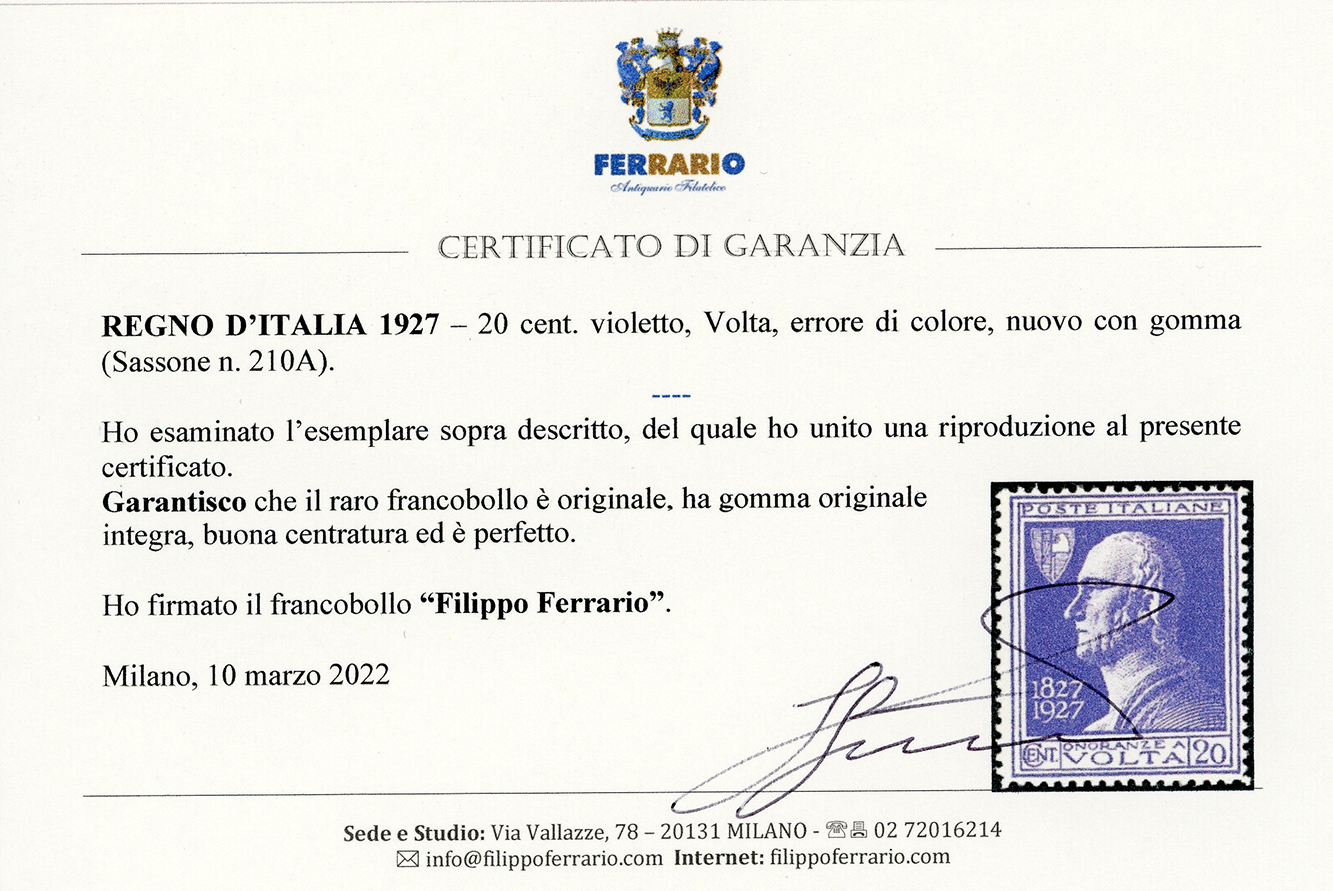 FERRARIO
Antiquario Filatelico
CERTIFICATO DI GARANZIA
REGNO D’ITALIA 1927 – 20 cent. violetto, Volta, errore di colore, nuovo con gomma
(Sassone n. 210A).
----
Ho esaminato l’esemplare sopra descritto, del quale ho unito una riproduzione al presente
certificato.
Garantisco che il raro francobollo è originale, ha gomma originale
integra, buona centratura ed è perfetto.
Ho firmato il francobollo “Filippo Ferrario”.
Milano, 10 marzo 2022
POSTE ITALIANE
1827
1927
CENT. ONORANZE A VOLTA 20
Sede e Studio: Via Vallazze, 78 – 20131 MILANO - 02 72016214
info@filippoferrario.com Internet: filippoferrario.com